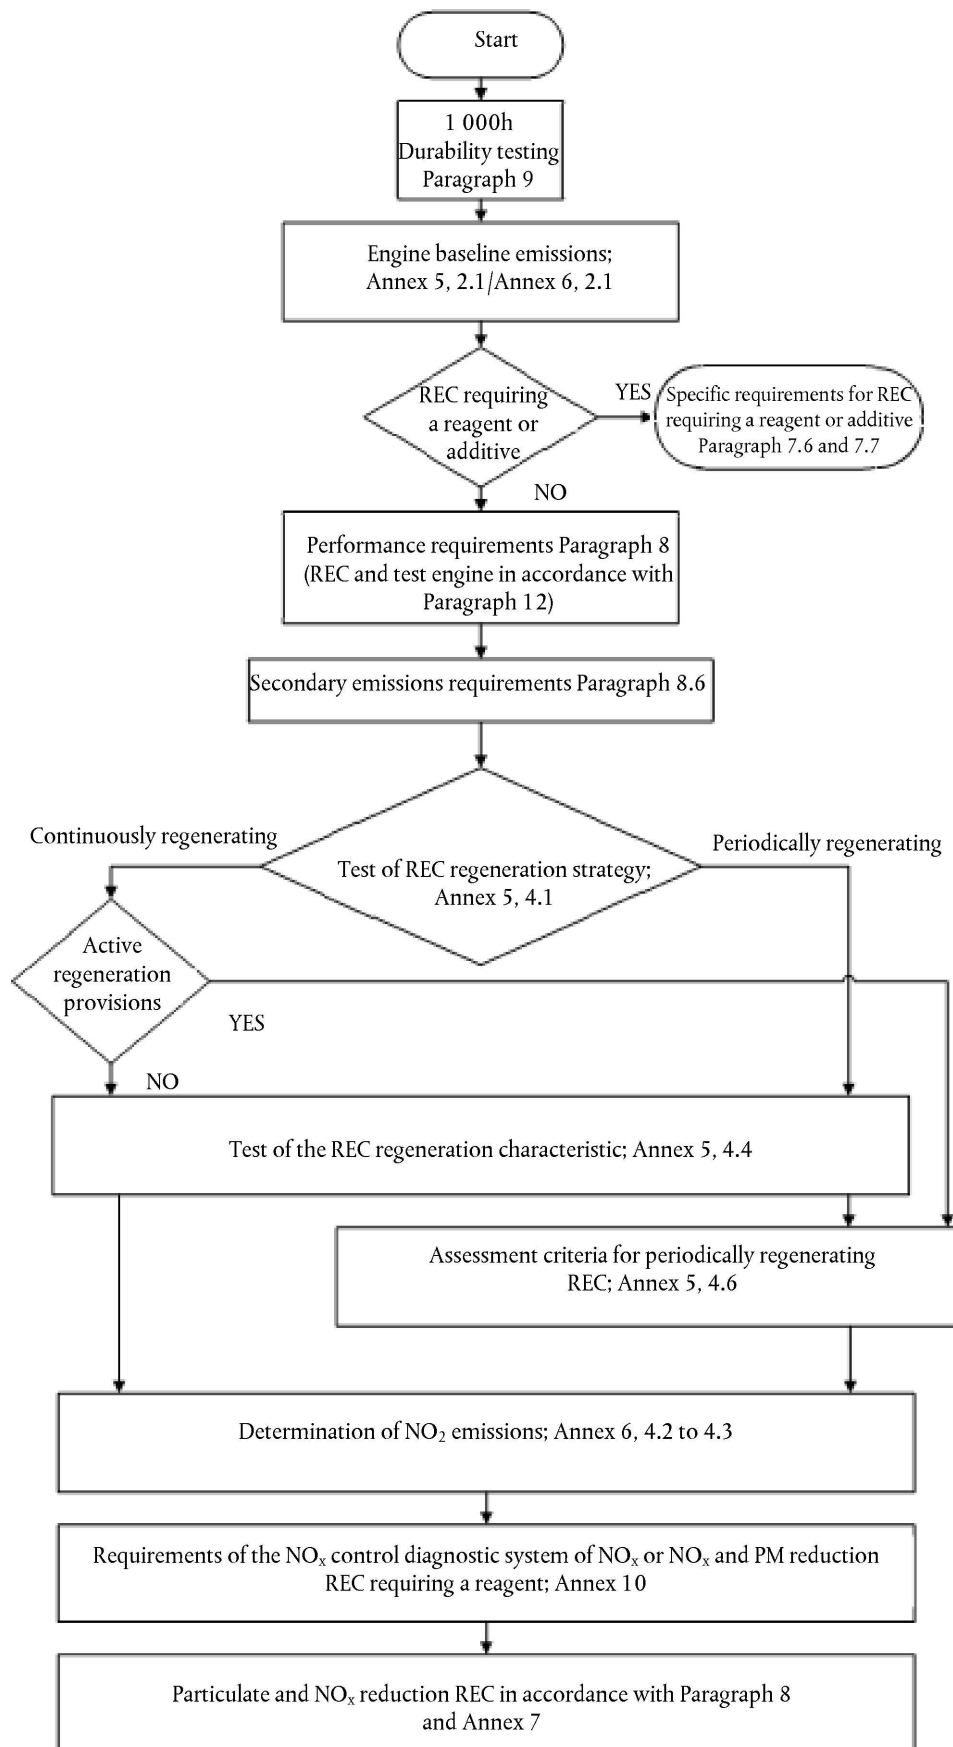 Start
1 000h
Durability testing
Paragraph 9
Engine baseline emissions;
Annex 5, 2.1/Annex 6, 2.1
REC requiring
a reagent or
additive
YES
Specific requirements for REC
requiring a reagent or additive
Paragraph 7.6 and 7.7
NO
Performance requirements Paragraph 8
(REC and test engine in accordance with
Paragraph 12)
Secondary emissions requirements Paragraph 8.6
Continuously regenerating
Periodically regenerating
Test of REC regeneration strategy;
Annex 5, 4.1
Active
regeneration
provisions
YES
NO
Test of the REC regeneration characteristic; Annex 5, 4.4
Assessment criteria for periodically regenerating
REC; Annex 5, 4.6
Determination of NO₂ emissions; Annex 6, 4.2 to 4.3
Requirements of the NOₓ control diagnostic system of NOₓ or NOₓ and PM reduction
REC requiring a reagent; Annex 10
Particulate and NOₓ reduction REC in accordance with Paragraph 8
and Annex 7